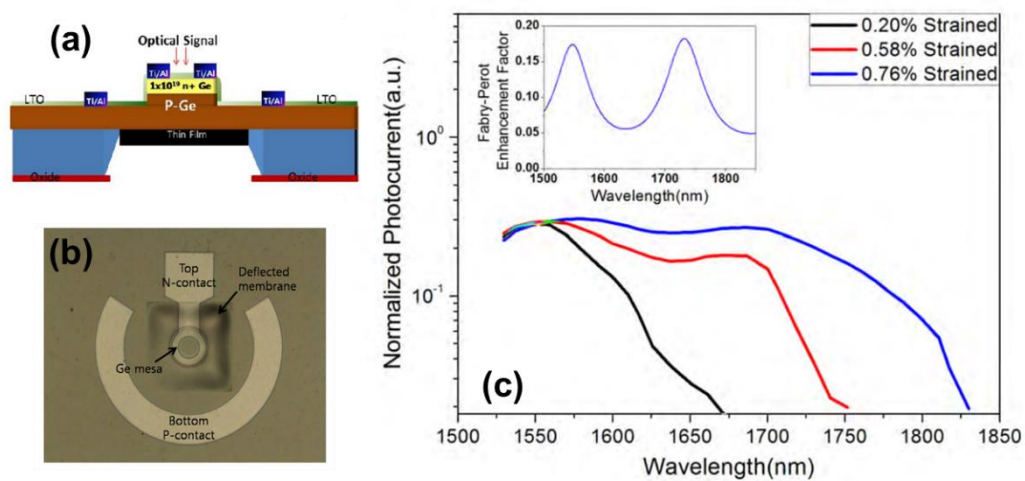 (a)
Optical Signal
Ti/Al Ti/Al
1x10¹⁹ n+ Ge
LTO Ti/Al P-Ge Ti/Al LTO
Thin Film
Oxide Oxide
(b)
Top
N-contact
Deflected
membrane
Ge mesa
Bottom
P-contact
(c)
Normalized Photocurrent(a.u.)
10⁰
10⁻¹
1500 1550 1600 1650 1700 1750 1800 1850
Wavelength(nm)
0.20% Strained
0.58% Strained
0.76% Strained
Fabry-Perot
Enhancement Factor
0.20
0.15
0.10
0.05
0.00
1500 1600 1700 1800
Wavelength(nm)